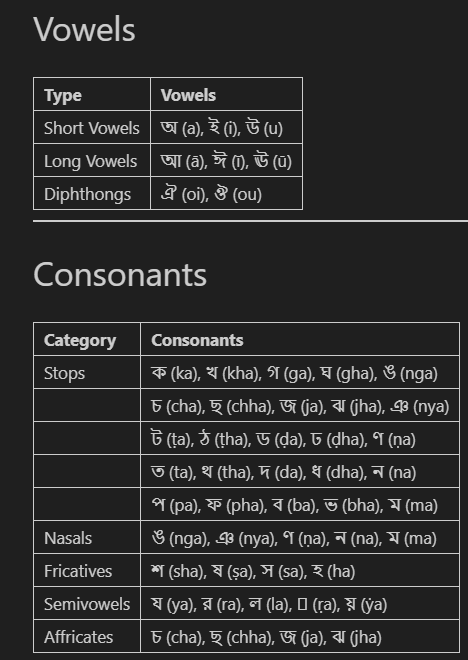 Vowels
Type Vowels
Short Vowels অ (a), ই (i), উ (u)
Long Vowels আ (ā), ঈ (ī), ঊ (ū)
Diphthongs ঐ (oi), ঔ (ou)
Consonants
Category Consonants
Stops ক (ka), খ (kha), গ (ga), ঘ (gha), ঙ (nga)
চ (cha), ছ (chha), জ (ja), ঝ (jha), ঞ (nya)
ট (ṭa), ঠ (ṭha), ড (ḍa), ঢ (ḍha), ণ (ṇa)
ত (ta), থ (tha), দ (da), ধ (dha), ন (na)
প (pa), ফ (pha), ব (ba), ভ (bha), ম (ma)
Nasals ঙ (nga), ঞ (nya), ণ (ṇa), ন (na), ম (ma)
Fricatives শ (sha), ষ (ṣa), স (sa), হ (ha)
Semivowels য (ya), র (ra), ল (la), ▯ (ṛa), য় (ẏa)
Affricates চ (cha), ছ (chha), জ (ja), ঝ (jha)